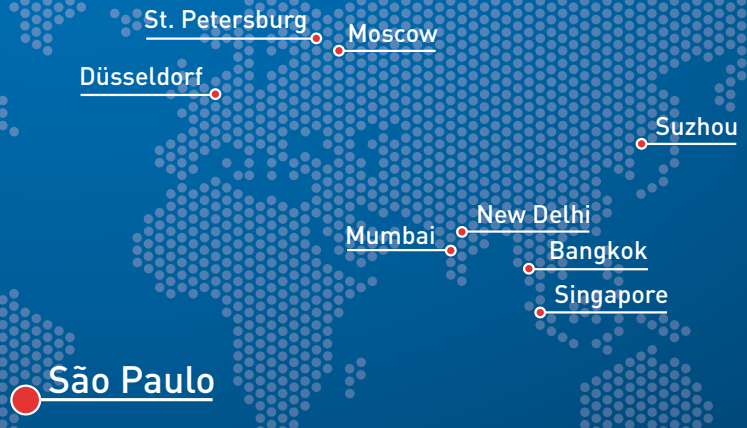 St. Petersburg
Moscow
Düsseldorf
Suzhou
New Delhi
Mumbai
Bangkok
Singapore
São Paulo